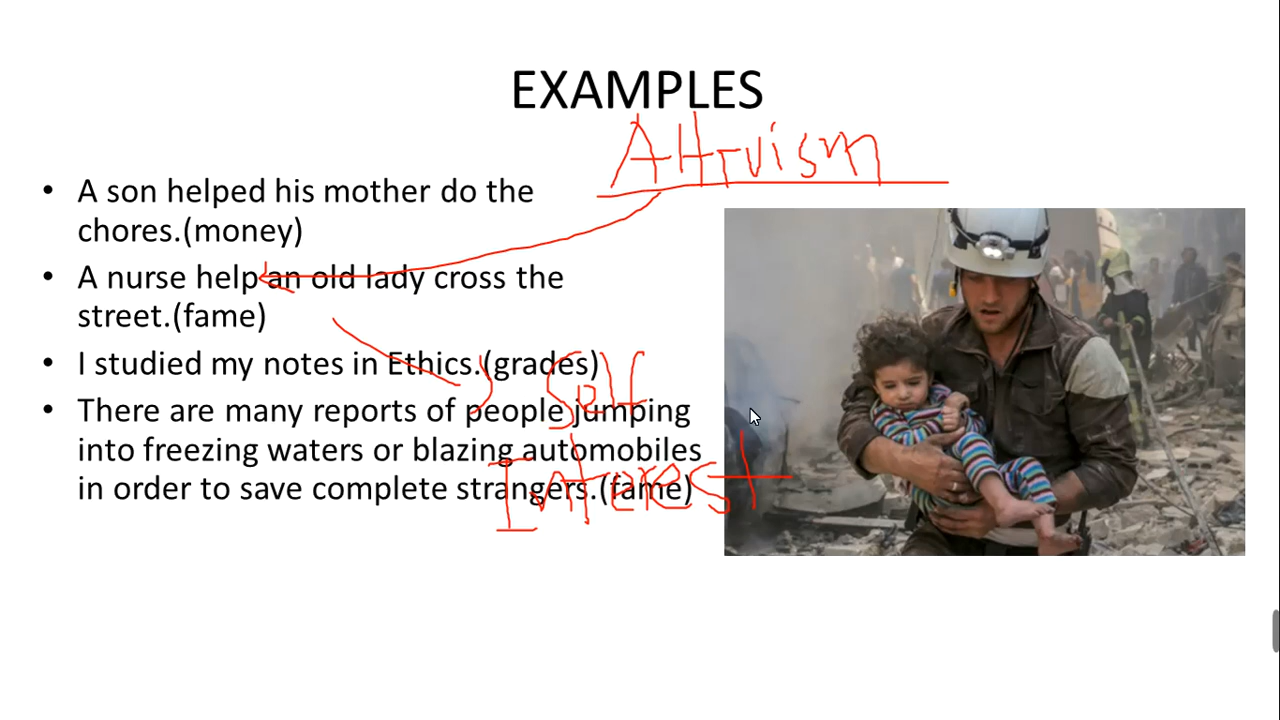 EXAMPLES
Altruism
• A son helped his mother do the
chores.(money)
• A nurse help an old lady cross the
street.(fame)
• I studied my notes in Ethics.(grades)
• There are many reports of people jumping
into freezing waters or blazing automobiles
in order to save complete strangers.(fame)
Self
Interest